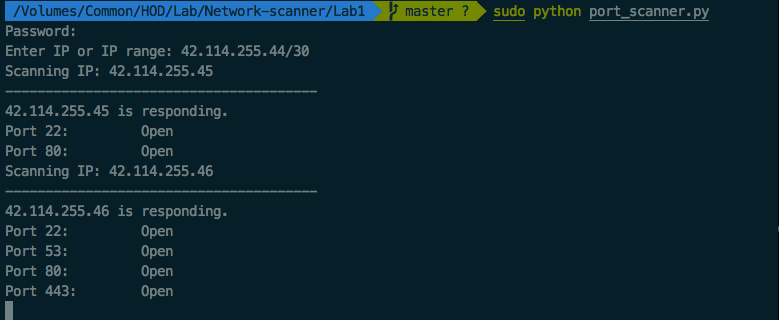 /Volumes/Common/HOD/Lab/Network-scanner/Lab1 master ? sudo python port_scanner.py
Password:
Enter IP or IP range: 42.114.255.44/30
Scanning IP: 42.114.255.45
---------------------------------------
42.114.255.45 is responding.
Port 22:         Open
Port 80:         Open
Scanning IP: 42.114.255.46
---------------------------------------
42.114.255.46 is responding.
Port 22:         Open
Port 53:         Open
Port 80:         Open
Port 443:        Open